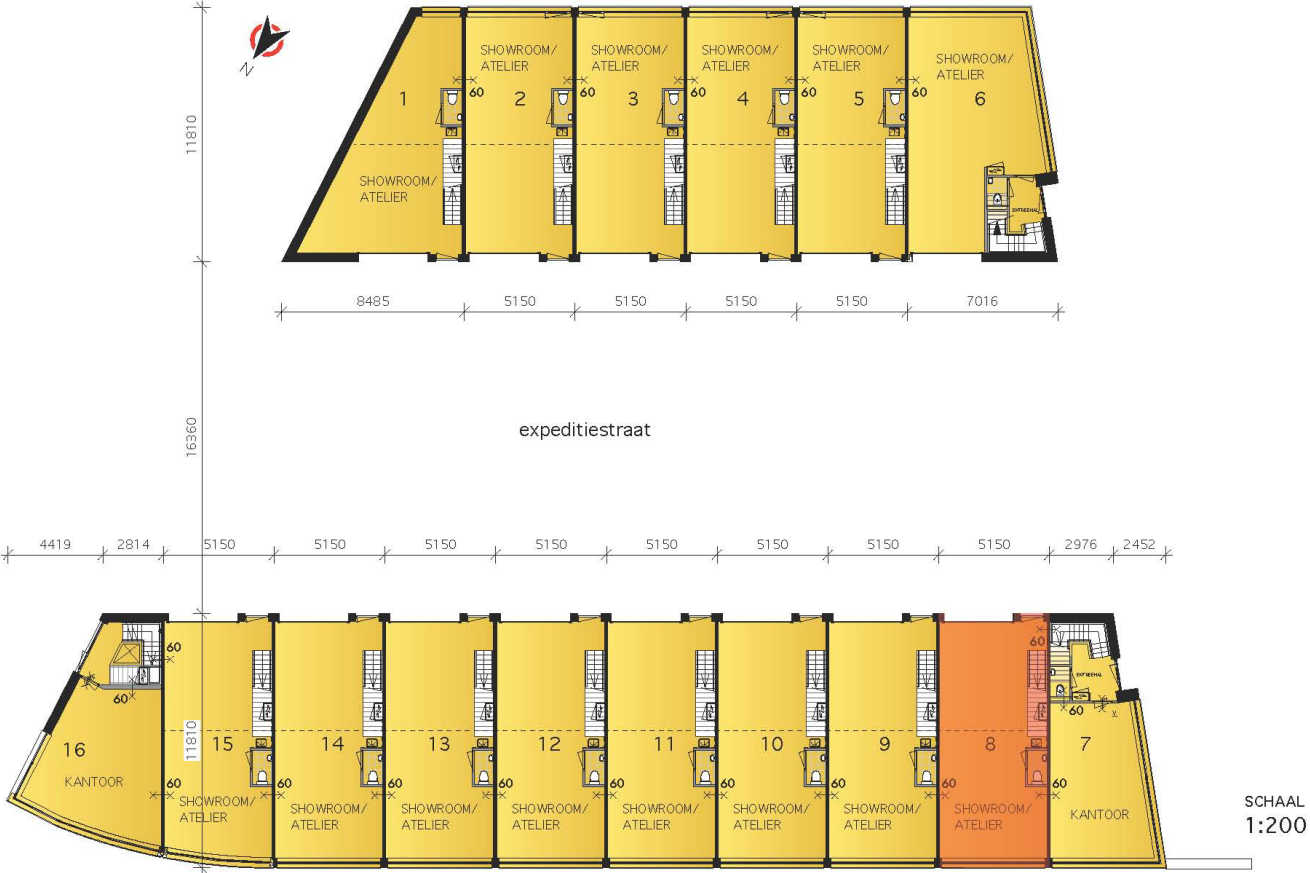 N
11810
SHOWROOM/
ATELIER
SHOWROOM/
ATELIER
SHOWROOM/
ATELIER
SHOWROOM/
ATELIER
SHOWROOM/
ATELIER
1
60
2
60
3
60
4
60
5
60
6
SHOWROOM/
ATELIER
ENTREEHAL
8485
5150
5150
5150
5150
7016
16360
expeditiestraat
4419
2814
5150
5150
5150
5150
5150
5150
5150
5150
2976
2452
60
60
60
60
ENTREEHAL
11810
16
15
14
13
12
11
10
9
8
7
KANTOOR
60
60
60
60
60
60
60
60
60
SHOWROOM/
ATELIER
SHOWROOM/
ATELIER
SHOWROOM/
ATELIER
SHOWROOM/
ATELIER
SHOWROOM/
ATELIER
SHOWROOM/
ATELIER
SHOWROOM/
ATELIER
SHOWROOM/
ATELIER
KANTOOR
SCHAAL
1:200